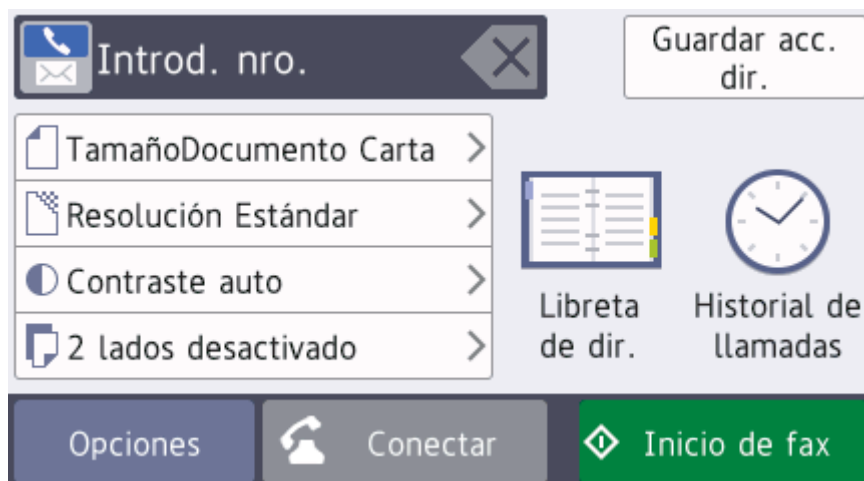 Introd. nro.
Guardar acc.
dir.
TamañoDocumento Carta
Resolución Estándar
Contraste auto
2 lados desactivado
Libreta
de dir.
Historial de
llamadas
Opciones
Conectar
Inicio de fax